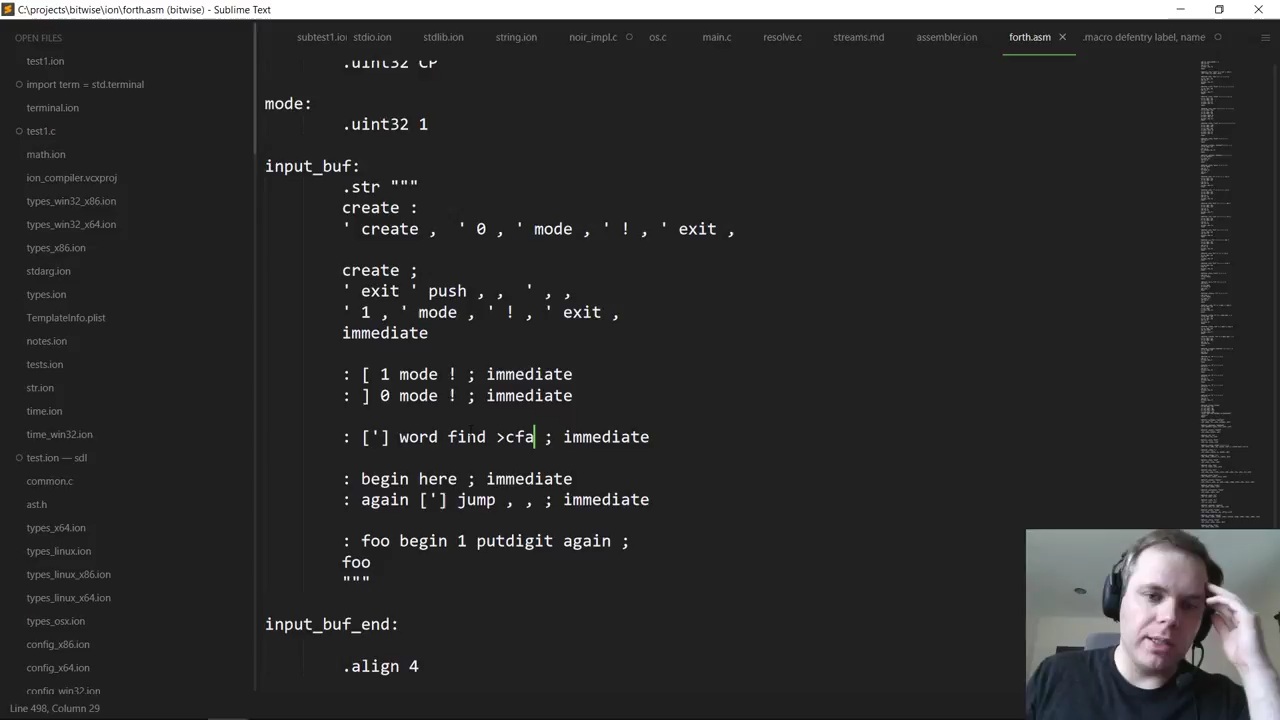 C:\projects\bitwise\ion\forth.asm (bitwise) - Sublime Text
OPEN FILES
test1.ion
import term = std.terminal
terminal.ion
test1.c
math.ion
ion_compiler.vcxproj
types_win32_x86.ion
types_win32_x64.ion
types_x86.ion
stdarg.ion
types.ion
TemplateInfo.plist
notes.ion
tests.ion
str.ion
time.ion
time_win32.ion
test.ion — sdl
common.c
ast.h
types_x64.ion
types_linux.ion
types_linux_x86.ion
types_linux_x64.ion
types_osx.ion
config_x86.ion
config_x64.ion
config_win32.ion
subtest1.io stdio.ion stdlib.ion string.ion noir_impl.c os.c main.c resolve.c streams.md assembler.ion forth.asm × .macro defentry label, name
.uint32 CP
mode:
.uint32 1
input_buf:
.str """
create :
' create , ' 0 , ' mode , ' ! , ' exit ,
create ;
' exit ' push , , ' , ,
' 1 , ' mode , ' ! , ' exit ,
immediate
: [ 1 mode ! ; immediate
: ] 0 mode ! ; immediate
: ['] word find fa ; immediate
: begin here ; immediate
: again ['] jump , , ; immediate
: foo begin 1 putdigit again ;
foo
"""
input_buf_end:
.align 4
Line 498, Column 29